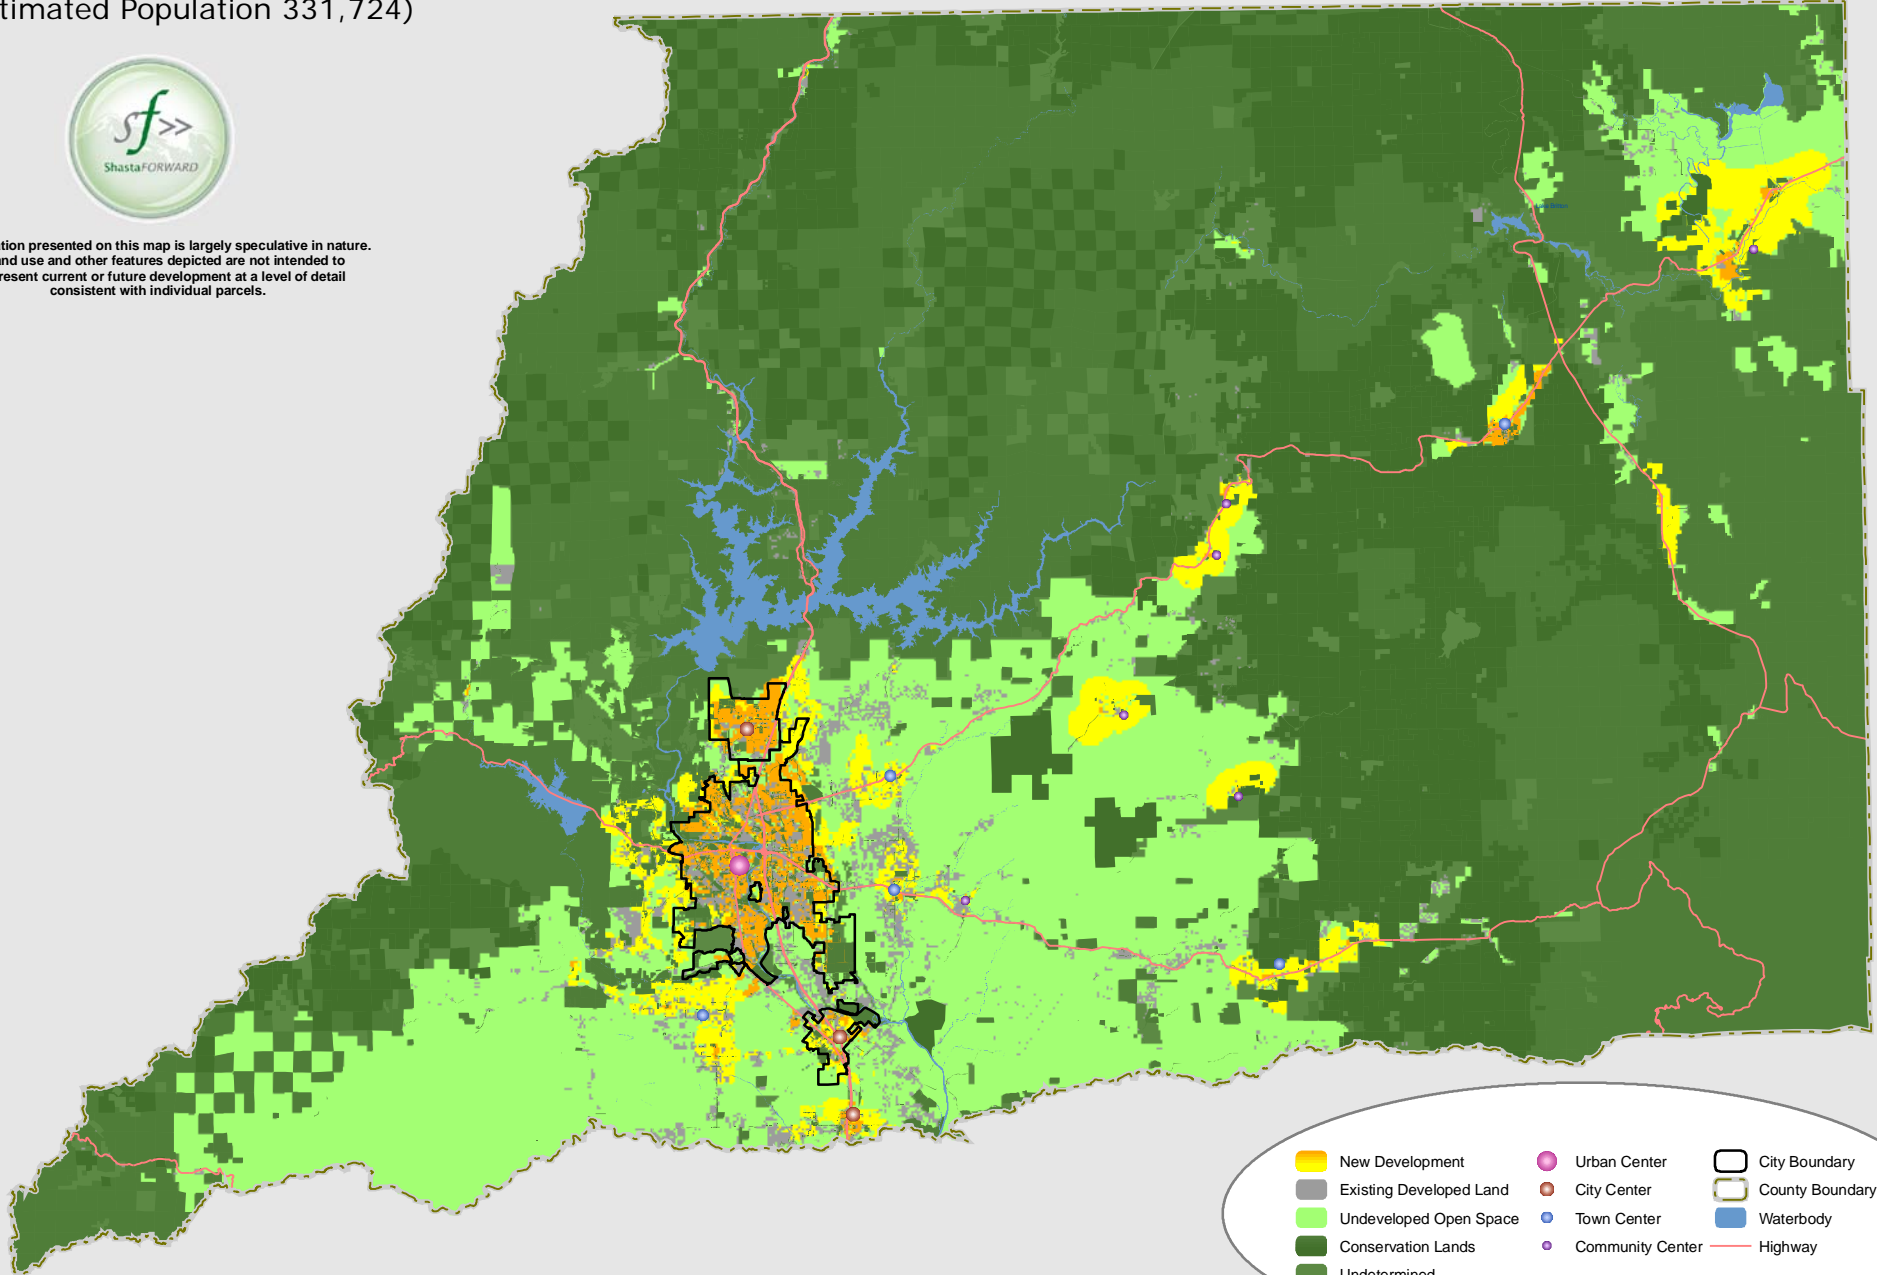 timated Population 331,724)
sf>>
ShastaFORWARD
tion presented on this map is largely speculative in nature.
nd use and other features depicted are not intended to
resent current or future development at a level of detail
consistent with individual parcels.
New Development
Existing Developed Land
Undeveloped Open Space
Conservation Lands
Undetermined
Urban Center
City Center
Town Center
Community Center
City Boundary
County Boundary
Waterbody
Highway